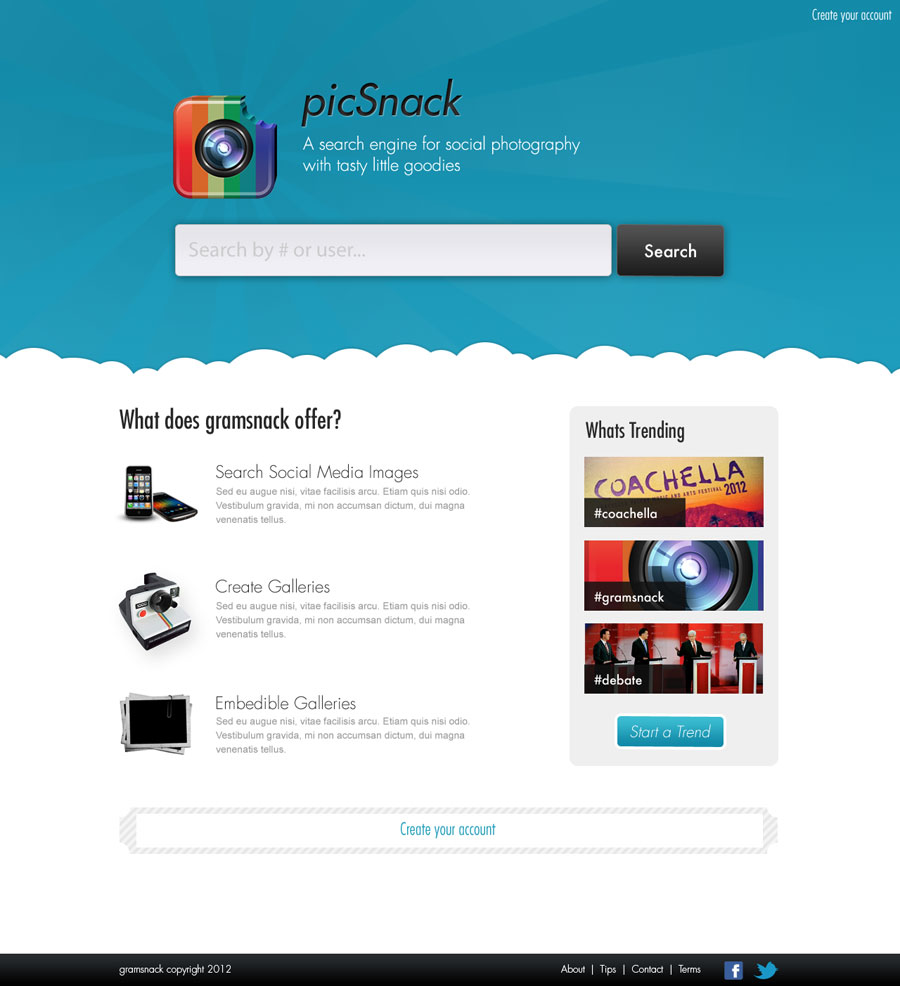 Create your account
picSnack
A search engine for social photography
with tasty little goodies
Search by # or user...
Search
What does gramsnack offer?
Search Social Media Images
Sed eu augue nisi, vitae facilisis arcu. Etiam quis nisi odio.
Vestibulum gravida, mi non accumsan dictum, dui magna
venenatis tellus.
Create Galleries
Sed eu augue nisi, vitae facilisis arcu. Etiam quis nisi odio.
Vestibulum gravida, mi non accumsan dictum, dui magna
venenatis tellus.
Embedible Galleries
Sed eu augue nisi, vitae facilisis arcu. Etiam quis nisi odio.
Vestibulum gravida, mi non accumsan dictum, dui magna
venenatis tellus.
Whats Trending
COACHELLA
AND ARTS FESTIVAL 2012
#coachella
#gramsnack
#debate
Start a Trend
Create your account
gramsnack copyright 2012
About | Tips | Contact | Terms